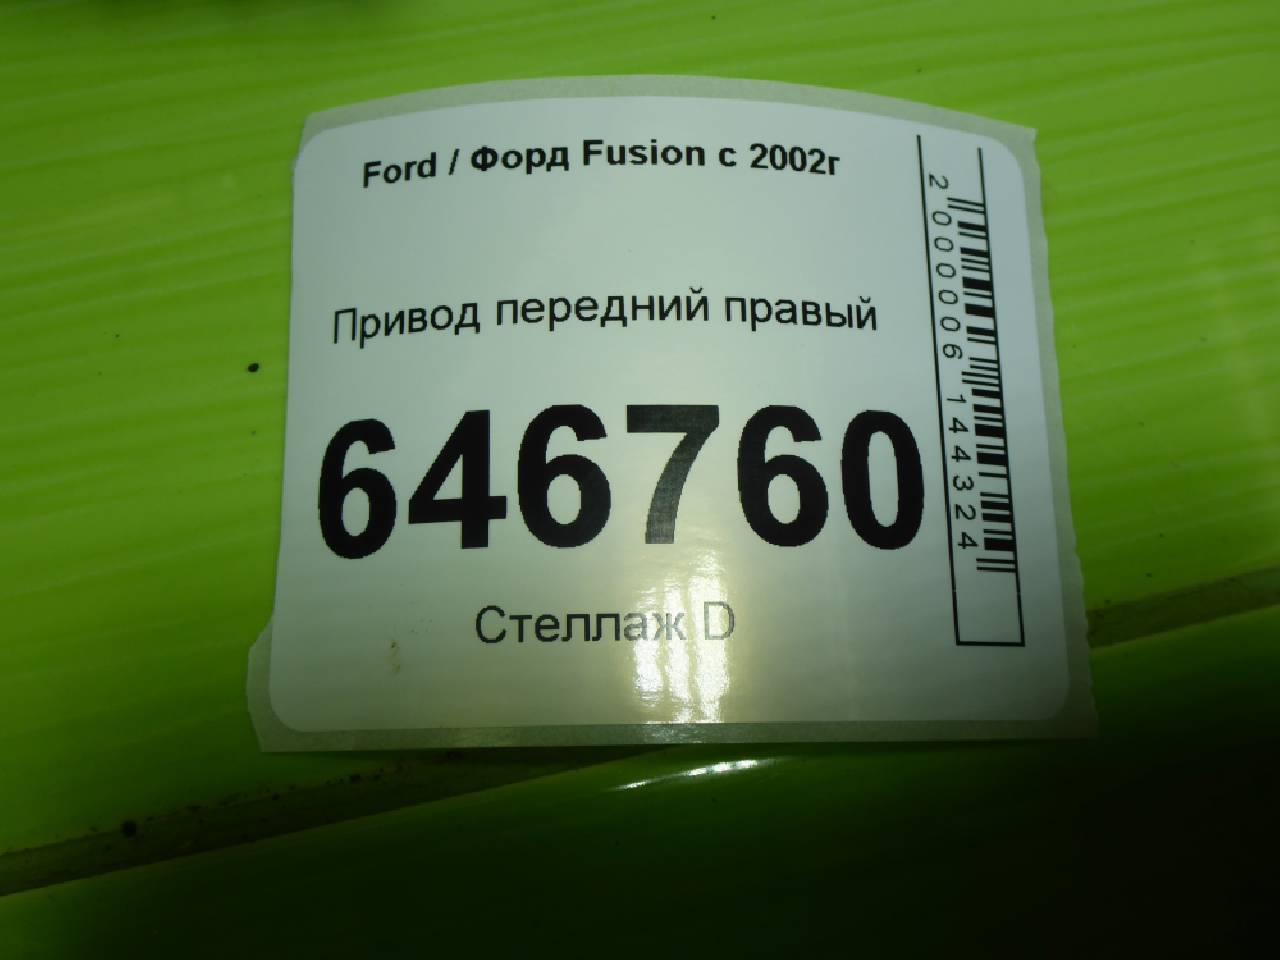 Ford / Форд Fusion с 2002г
Привод передний правый
646760
Стеллаж D
2000006144324